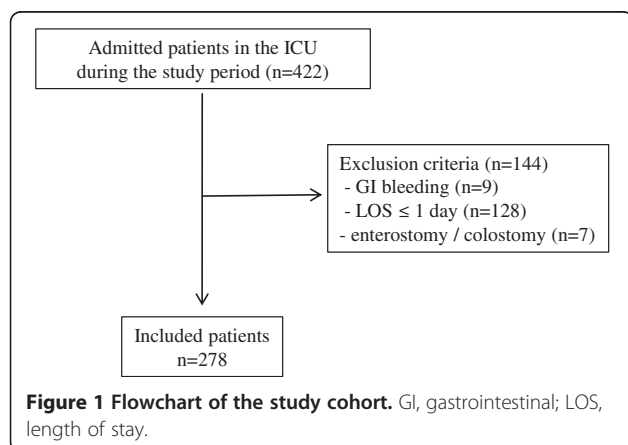 Admitted patients in the ICU
during the study period (n=422)
Exclusion criteria (n=144)
- GI bleeding (n=9)
- LOS ≤ 1 day (n=128)
- enterostomy / colostomy (n=7)
Included patients
n=278
Figure 1 Flowchart of the study cohort. GI, gastrointestinal; LOS,
length of stay.